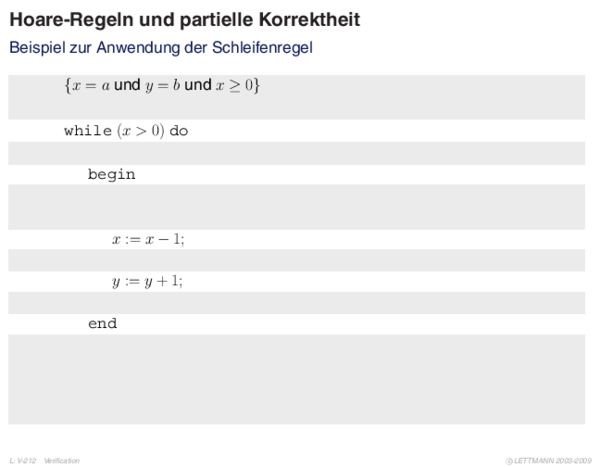 Hoare-Regeln und partielle Korrektheit
Beispiel zur Anwendung der Schleifenregel
{x = a und y = b und x ≥ 0}
while (x > 0) do
begin
x := x − 1;
y := y + 1;
end
L: V-212 Verification
© LETTMANN 2003-2009